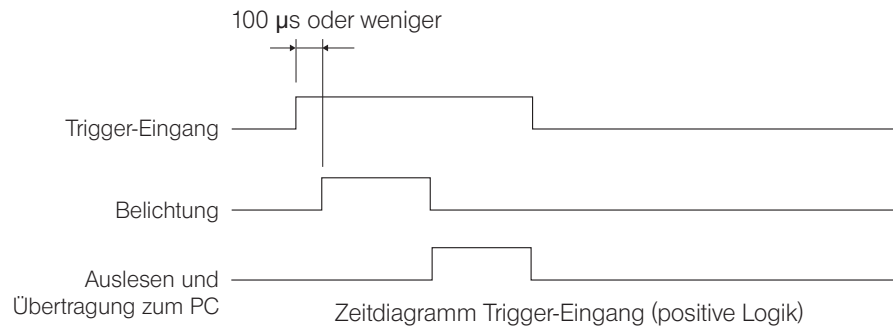 100 µs oder weniger
Trigger-Eingang
Belichtung
Auslesen und
Übertragung zum PC
Zeitdiagramm Trigger-Eingang (positive Logik)